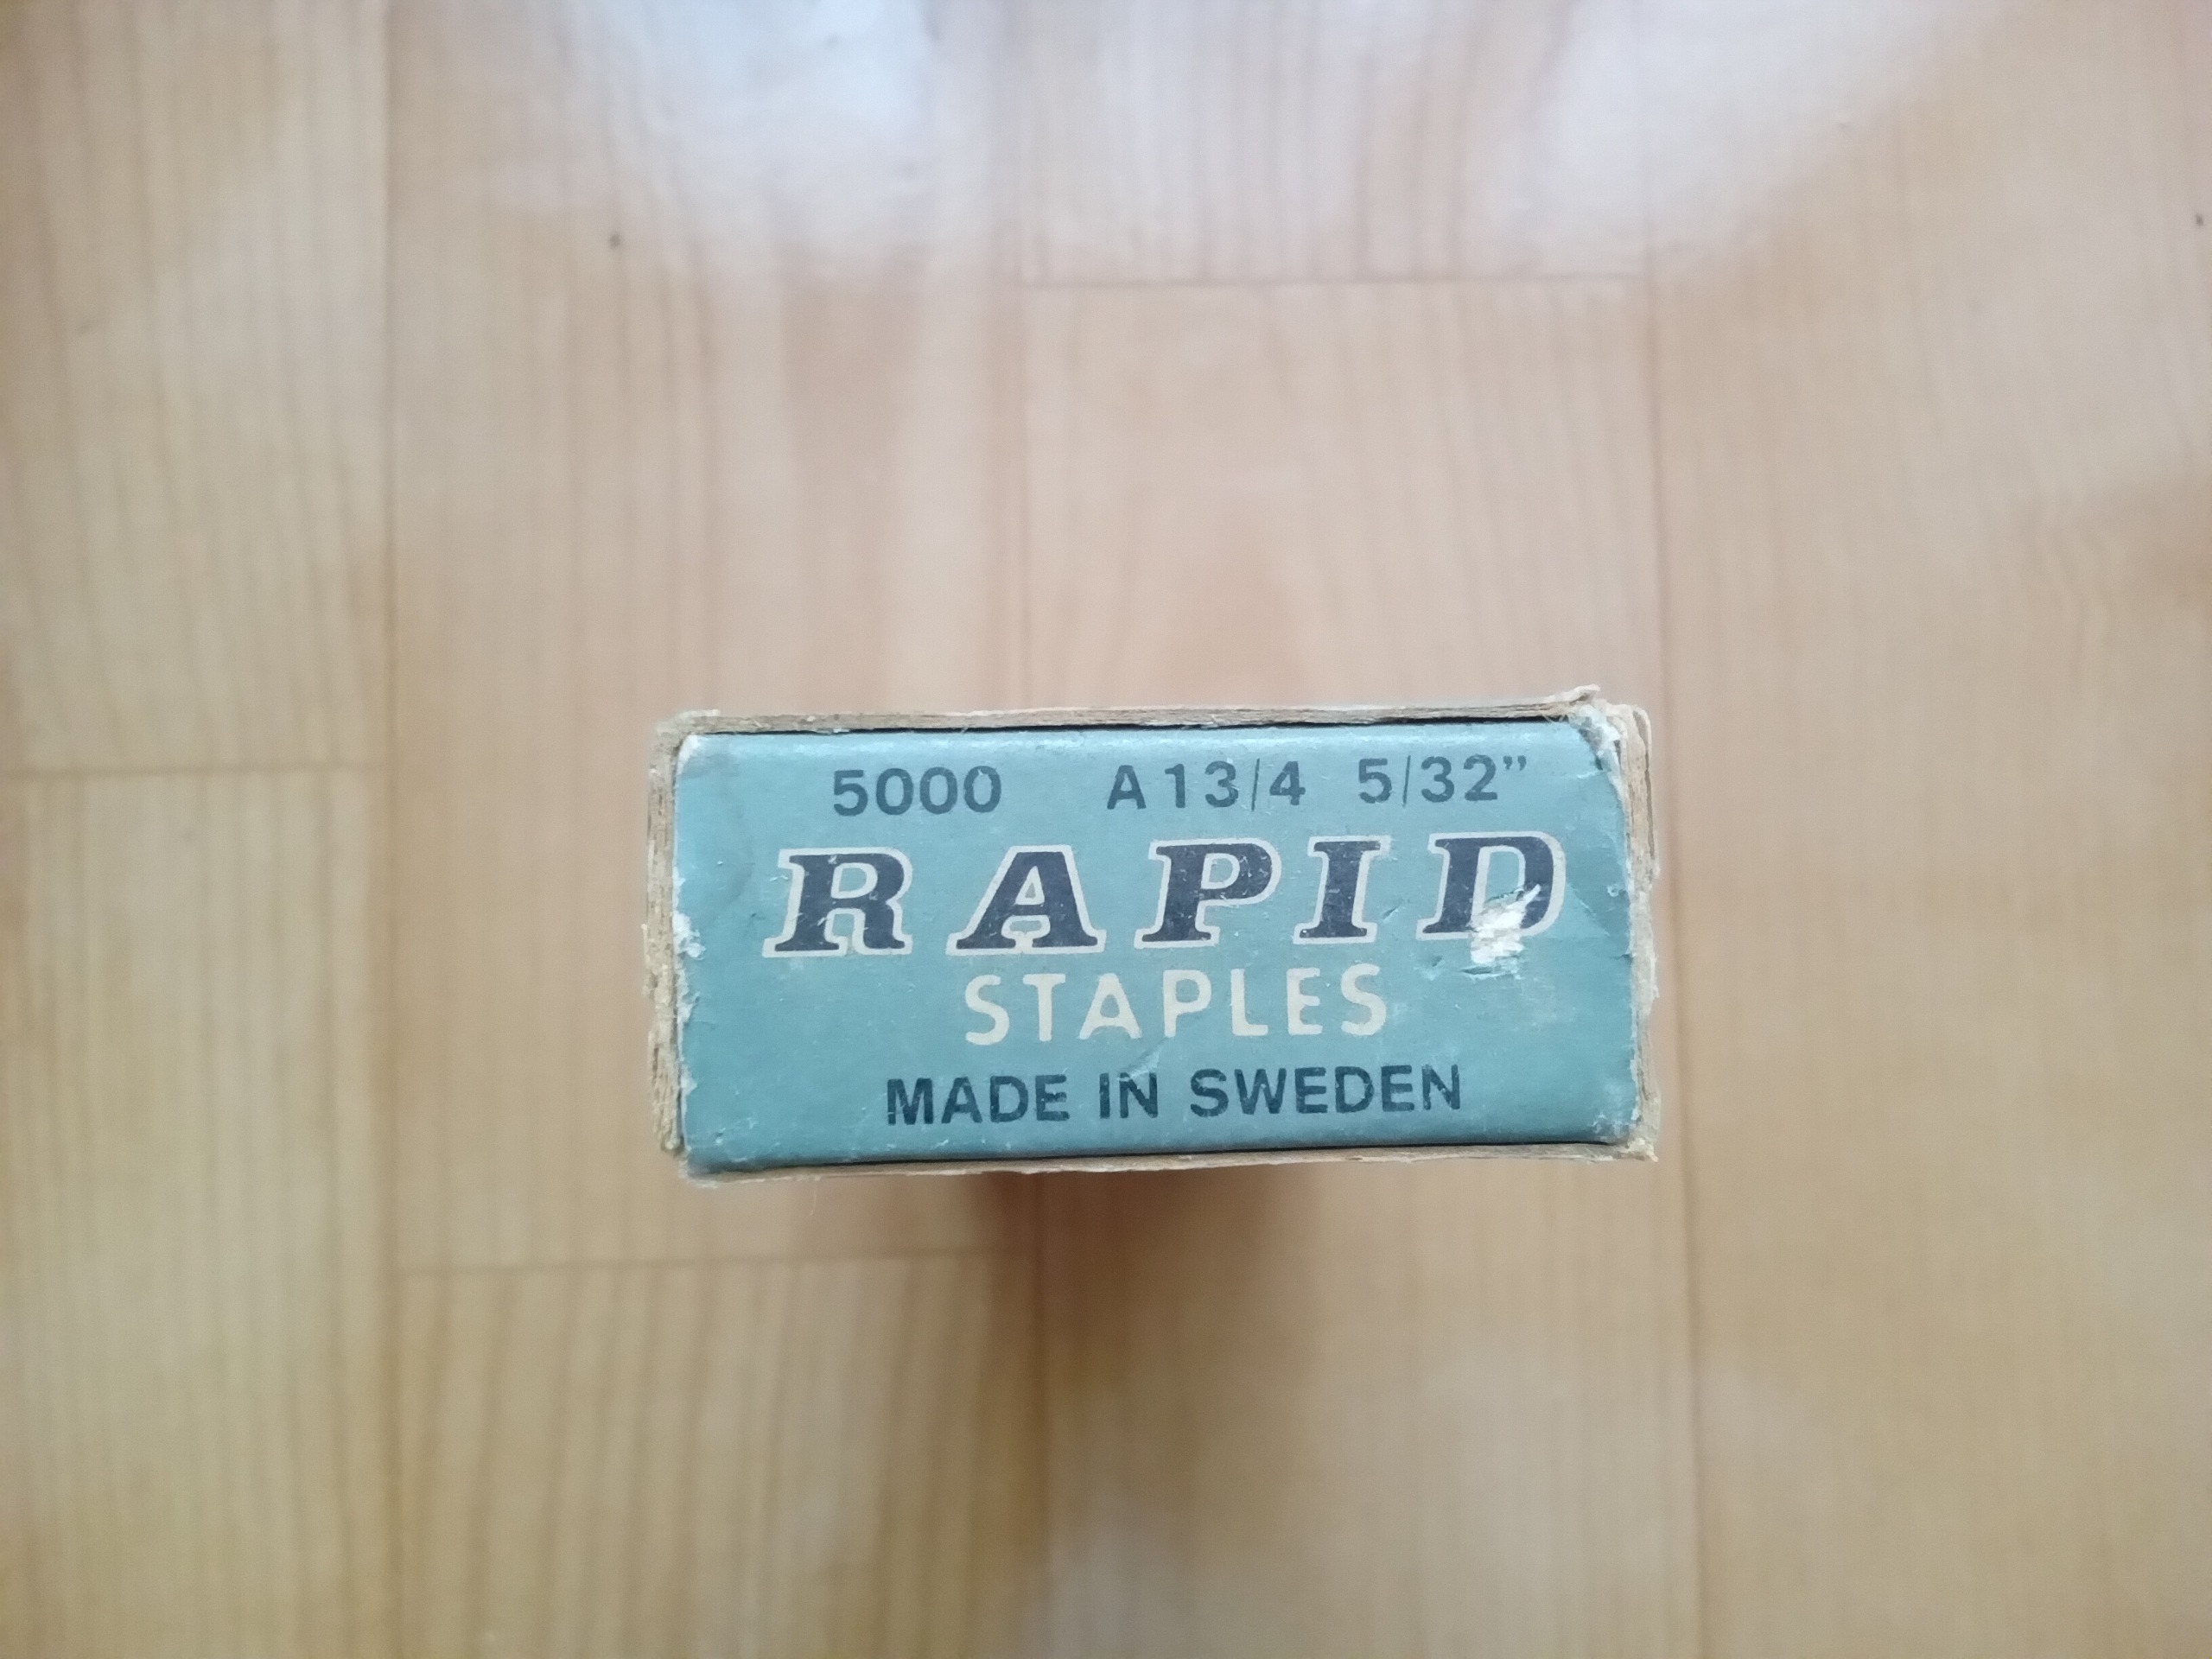 5000 A13/4 5/32”
RAPID
STAPLES
MADE IN SWEDEN